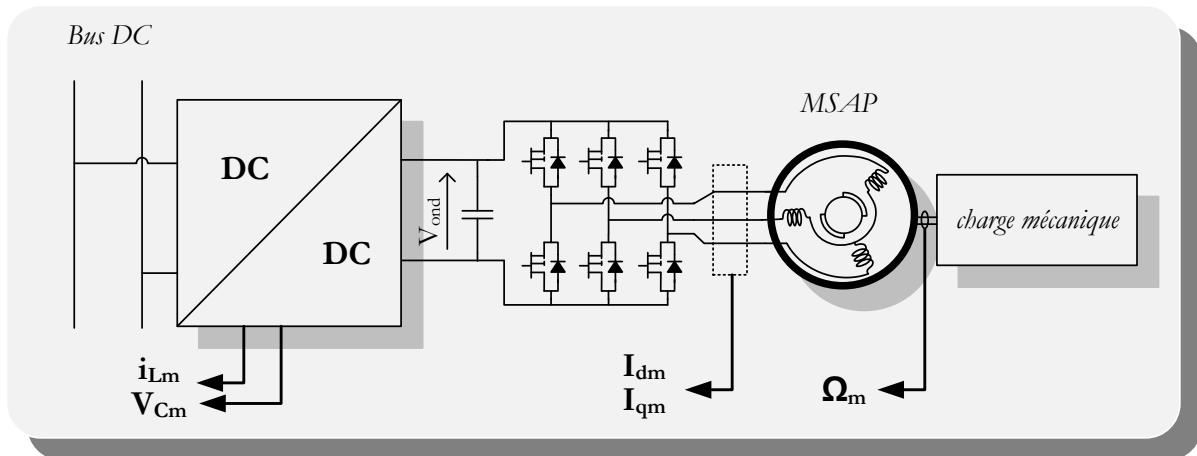 Bus DC
MSAP
DC
DC
Vond
charge mécanique
iLm
VCm
Idm
Iqm
Ωm